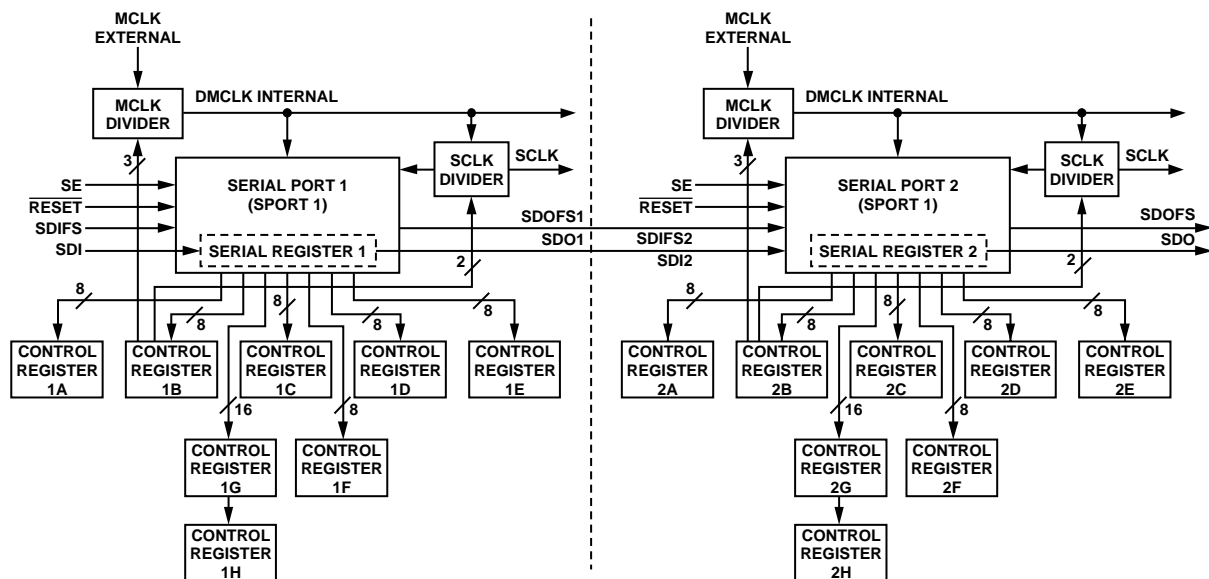 MCLK
EXTERNAL
MCLK
DIVIDER
DMCLK INTERNAL
3
SCLK
DIVIDER
SCLK
SE
RESET
SDIFS
SDI
SERIAL PORT 1
(SPORT 1)
SERIAL REGISTER 1
SDOFS1
SDO1
2
8
8
8
8
8
CONTROL
REGISTER
1A
CONTROL
REGISTER
1B
CONTROL
REGISTER
1C
CONTROL
REGISTER
1D
CONTROL
REGISTER
1E
16
8
CONTROL
REGISTER
1G
CONTROL
REGISTER
1F
CONTROL
REGISTER
1H
MCLK
EXTERNAL
MCLK
DIVIDER
DMCLK INTERNAL
3
SCLK
DIVIDER
SCLK
SE
RESET
SDIFS2
SDI2
SERIAL PORT 2
(SPORT 1)
SERIAL REGISTER 2
SDOFS
SDO
2
8
8
8
8
8
CONTROL
REGISTER
2A
CONTROL
REGISTER
2B
CONTROL
REGISTER
2C
CONTROL
REGISTER
2D
CONTROL
REGISTER
2E
16
8
CONTROL
REGISTER
2G
CONTROL
REGISTER
2F
CONTROL
REGISTER
2H